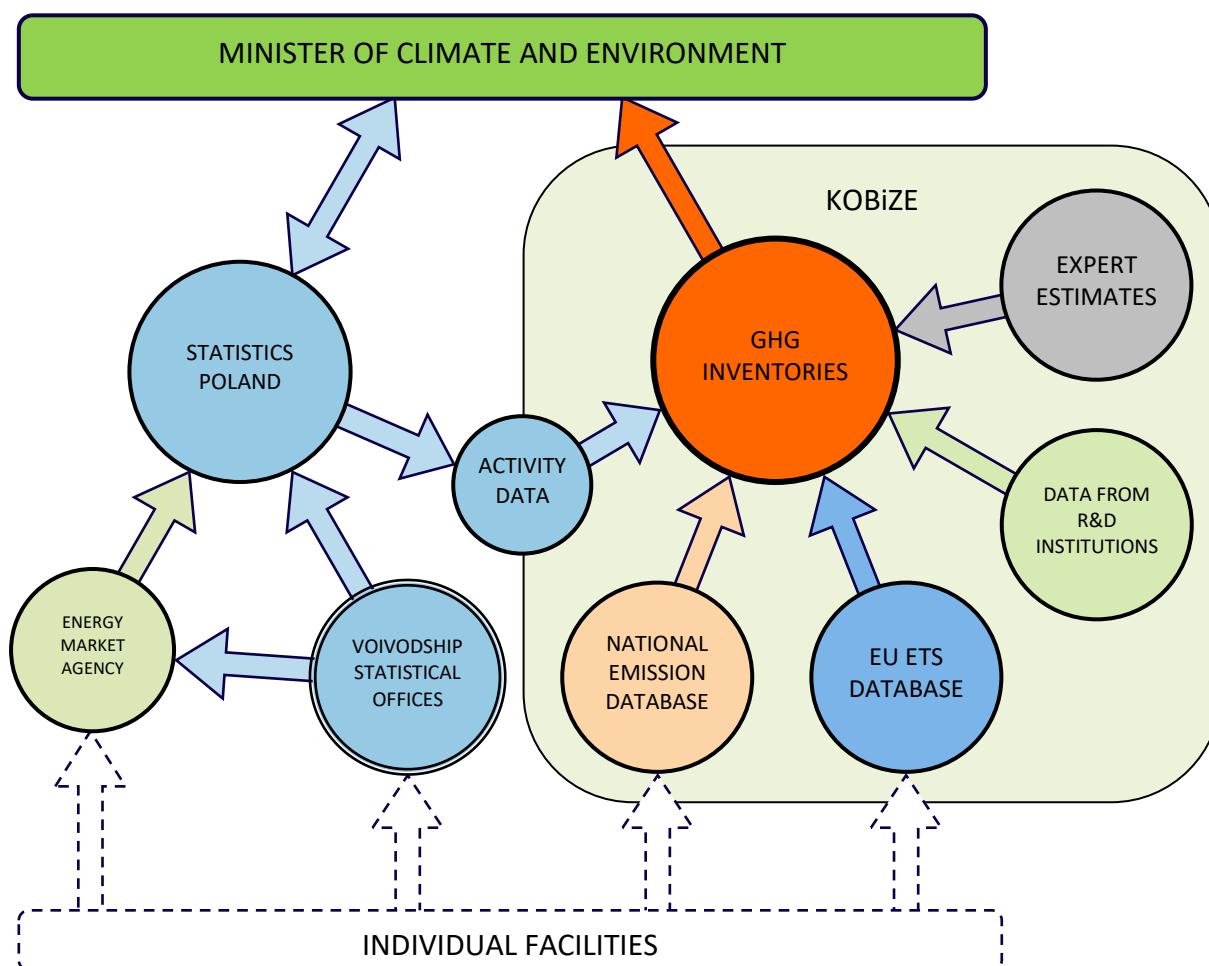 MINISTER OF CLIMATE AND ENVIRONMENT
KOBiZE
EXPERT
ESTIMATES
STATISTICS
POLAND
GHG
INVENTORIES
ACTIVITY
DATA
DATA FROM
R&D
INSTITUTIONS
ENERGY
MARKET
AGENCY
VOIVODSHIP
STATISTICAL
OFFICES
NATIONAL
EMISSION
DATABASE
EU ETS
DATABASE
INDIVIDUAL FACILITIES